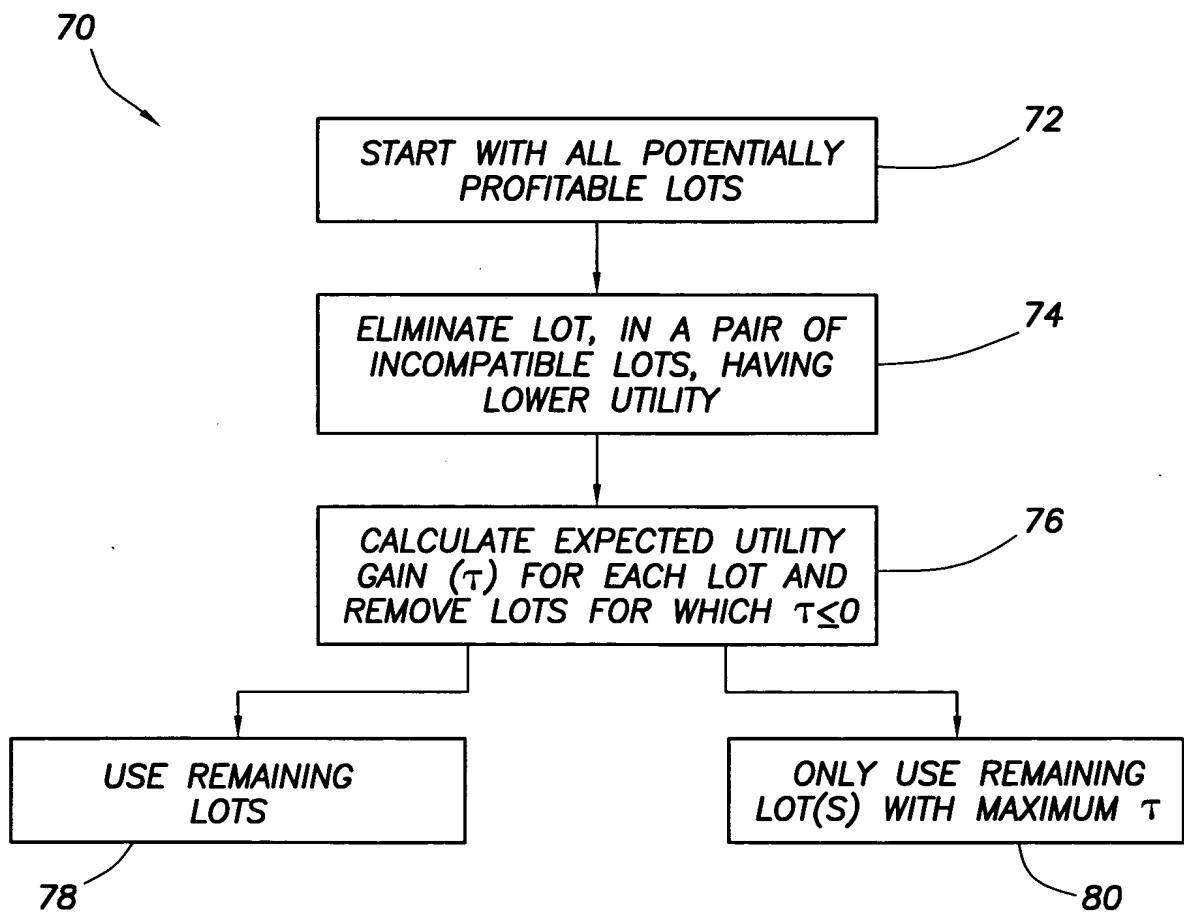 70
72
START WITH ALL POTENTIALLY
PROFITABLE LOTS
74
ELIMINATE LOT, IN A PAIR OF
INCOMPATIBLE LOTS, HAVING
LOWER UTILITY
76
CALCULATE EXPECTED UTILITY
GAIN (τ) FOR EACH LOT AND
REMOVE LOTS FOR WHICH τ≤0
USE REMAINING
LOTS
78
ONLY USE REMAINING
LOT(S) WITH MAXIMUM τ
80